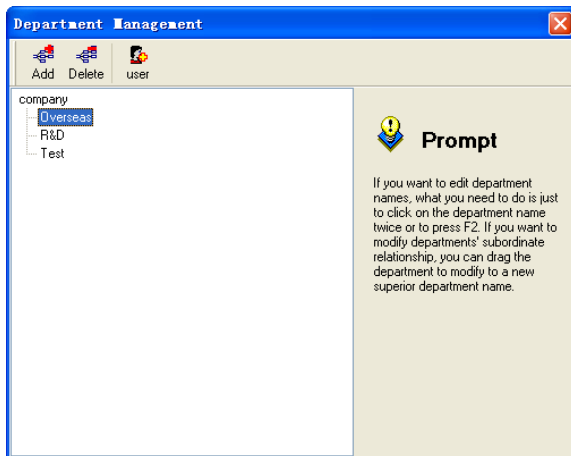 Department Management
Add Delete user
company
Overseas
R&D
Test
Prompt
If you want to edit department
names, what you need to do is just
to click on the department name
twice or to press F2. If you want to
modify departments' subordinate
relationship, you can drag the
department to modify to a new
superior department name.